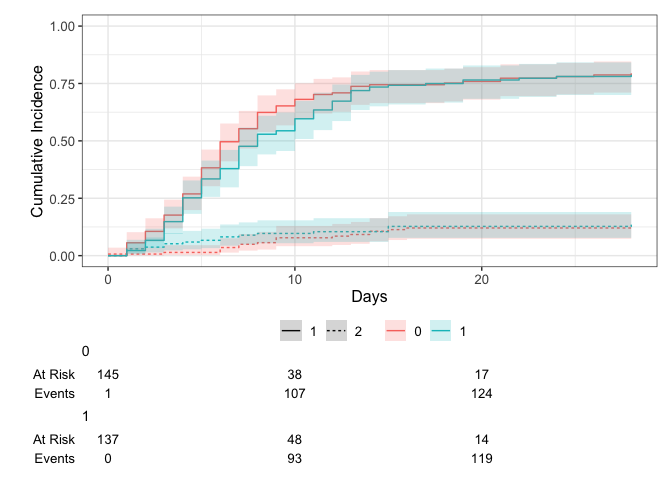 1.00
0.75
0.50
0.25
0.00
Cumulative Incidence
0 10 20
Days
1 2 0 1
0
At Risk 145 38 17
Events 1 107 124
1
At Risk 137 48 14
Events 0 93 119